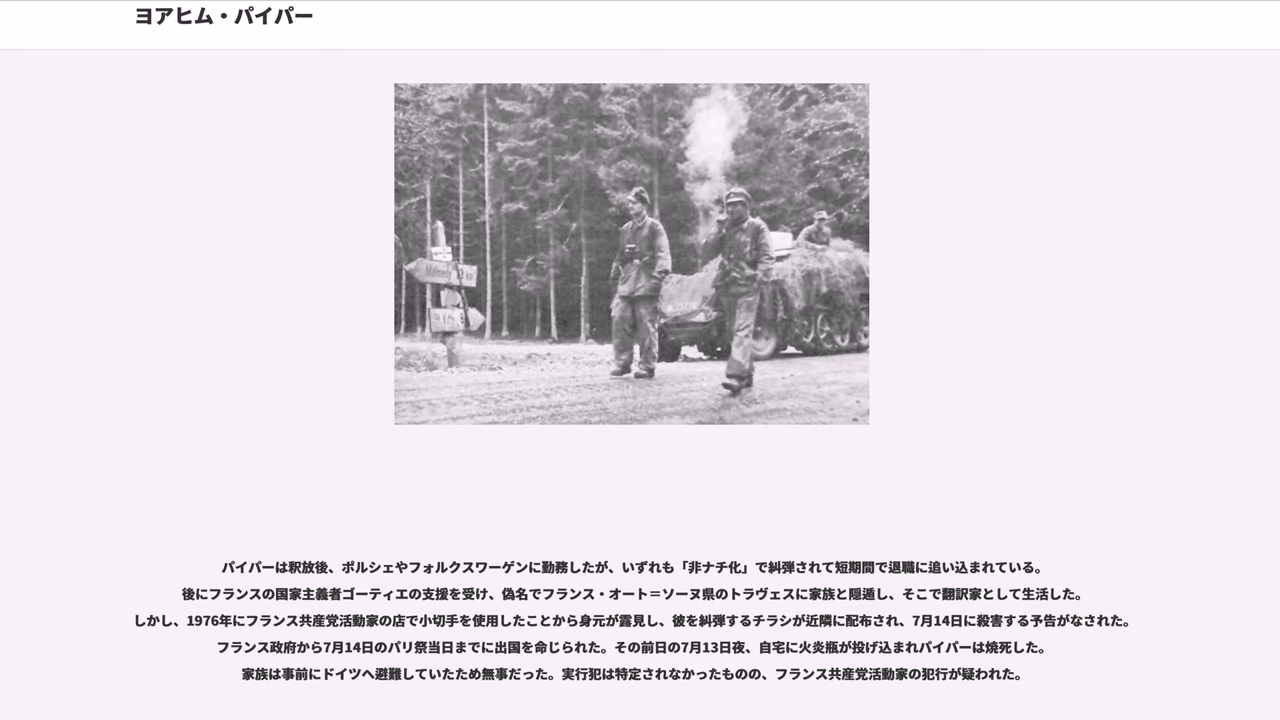 ヨアヒム・パイパー
Malmedy
km
パイパーは釈放後、ポルシェやフォルクスワーゲンに勤務したが、いずれも「非ナチ化」で糾弾されて短期間で退職に追い込まれている。
後にフランスの国家主義者ゴーティエの支援を受け、偽名でフランス・オート＝ソーヌ県のトラヴェスに家族と隠遁し、そこで翻訳家として生活した。
しかし、1976年にフランス共産党活動家の店で小切手を使用したことから身元が露見し、彼を糾弾するチラシが近隣に配布され、7月14日に殺害する予告がなされた。
フランス政府から7月14日のパリ祭当日までに出国を命じられた。その前日の7月13日夜、自宅に火炎瓶が投げ込まれパイパーは焼死した。
家族は事前にドイツへ避難していたため無事だった。実行犯は特定されなかったものの、フランス共産党活動家の犯行が疑われた。